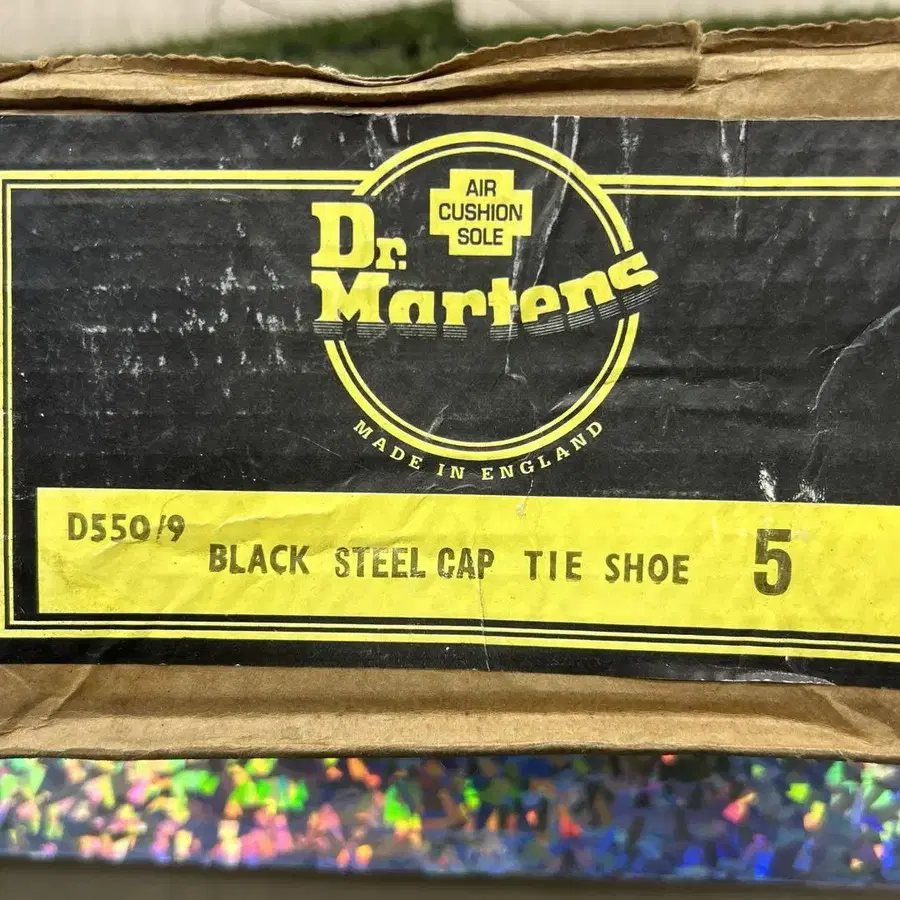 AIR
CUSHION
SOLE
Dr.
Martens
MADE IN ENGLAND
D550/9
BLACK STEEL CAP TIE SHOE 5